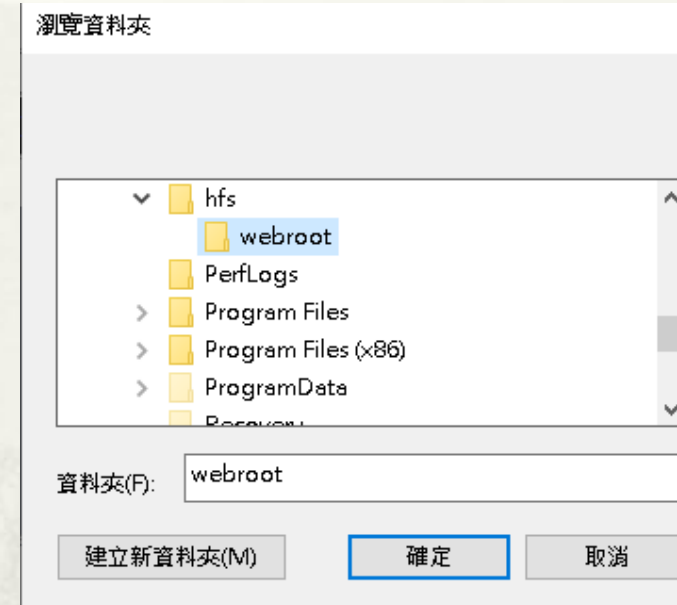 瀏覽資料夾
hfs
webroot
PerfLogs
Program Files
Program Files (x86)
ProgramData
Recovery
資料夾(F):
webroot
建立新資料夾(M)
確定
取消